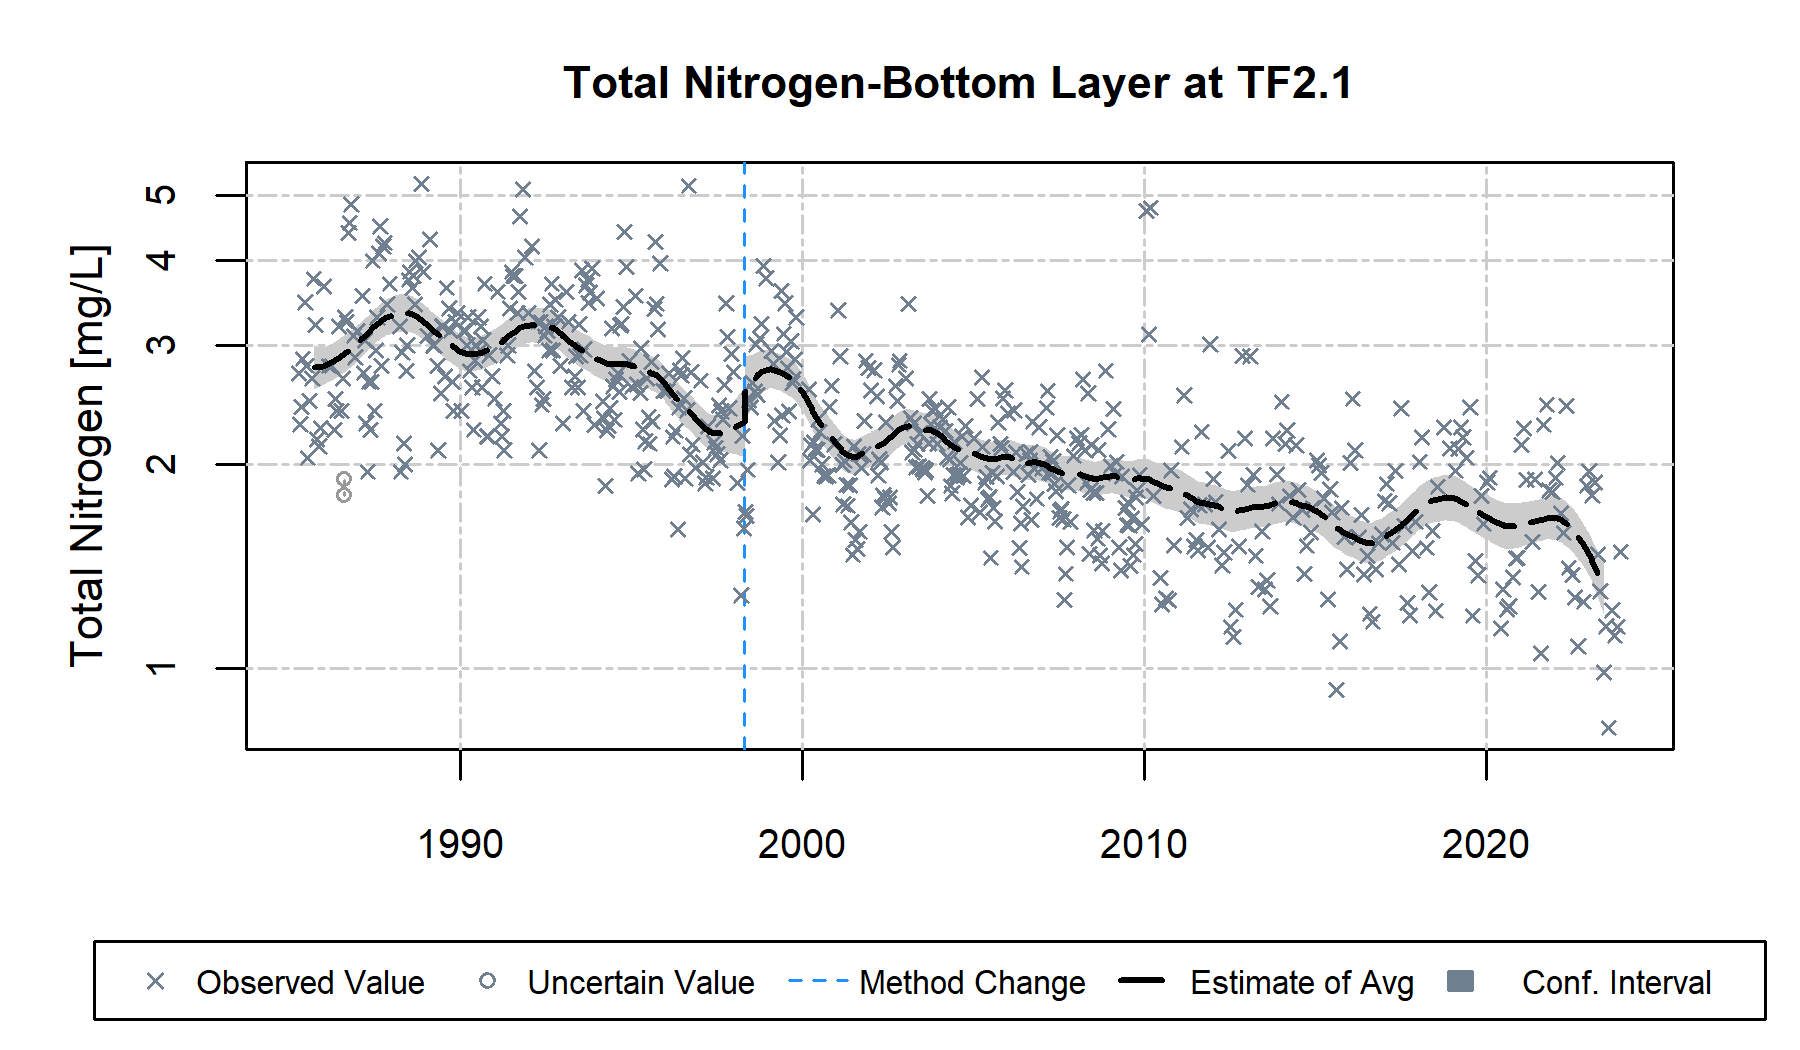 Total Nitrogen-Bottom Layer at TF2.1
Total Nitrogen [mg/L]
5
4
3
2
1
1990 2000 2010 2020
Observed Value Uncertain Value Method Change Estimate of Avg Conf. Interval